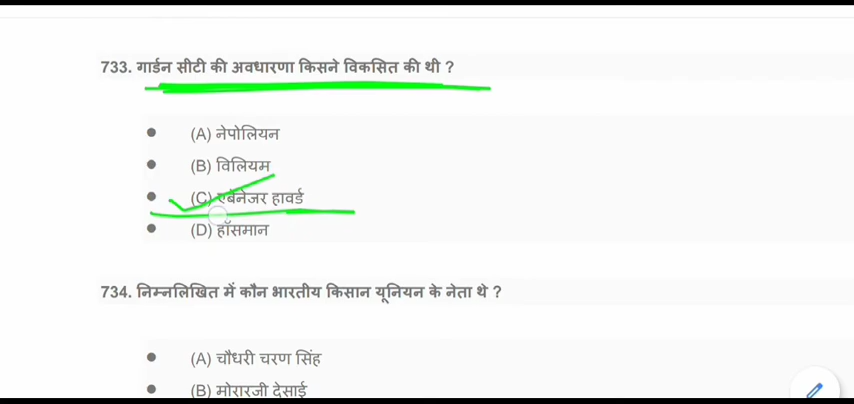 733. गार्डन सीटी की अवधारणा किसने विकसित की थी ?
(A) नेपोलियन
(B) विलियम
(C) एबेनेजर हावर्ड
(D) हॉसमान
734. निम्नलिखित में कौन भारतीय किसान यूनियन के नेता थे ?
(A) चौधरी चरण सिंह
(B) मोरारजी देसाई